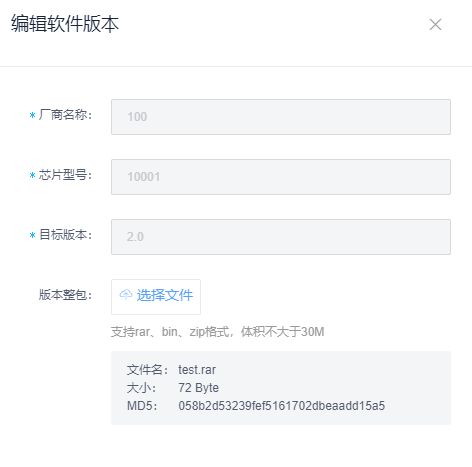 编辑软件版本
* 厂商名称： 100
* 芯片型号： 10001
* 目标版本： 2.0
版本整包： 选择文件
支持rar、bin、zip格式，体积不大于30M
文件名： test.rar
大小： 72 Byte
MD5： 058b2d53239fef5161702dbeaadd15a5